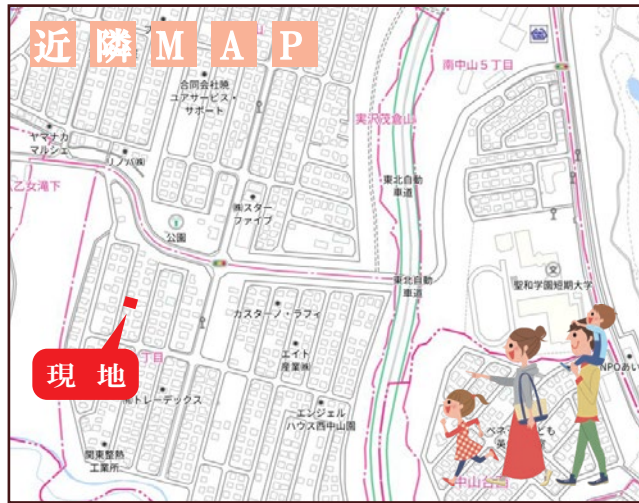 近隣MAP
山
南中山5丁目
合同会社暁
ユアサービス・
サポート
実沢茂倉山
ヤマナカ
マルシェ
リノバ㈱
乙女滝下
東北自動
車道
㈱スター
ファイブ
公園
東北自動
車道
聖和学園短期大学
カスターノ・ラフィ
エイト
産業㈱
現地
丁目
㈲トレーデックス
NPOあい
エンジェル
ハウス西中山園
関東整熱
工業所
中山台